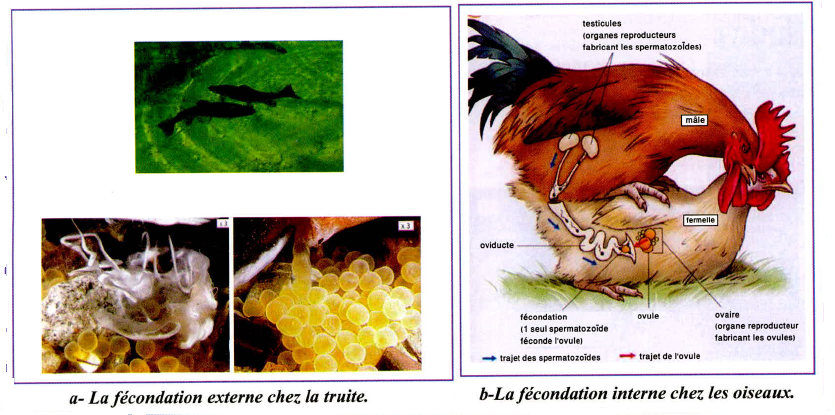 x 3
x 3
a- La fécondation externe chez la truite.
testicules
(organes reproducteurs
fabricant les spermatozoïdes)
mâle
femelle
oviducte
fécondation
(1 seul spermatozoïde
féconde l'ovule)
ovule
ovaire
(organe reproducteur
fabricant les ovules)
trajet des spermatozoïdes
trajet de l'ovule
b-La fécondation interne chez les oiseaux.